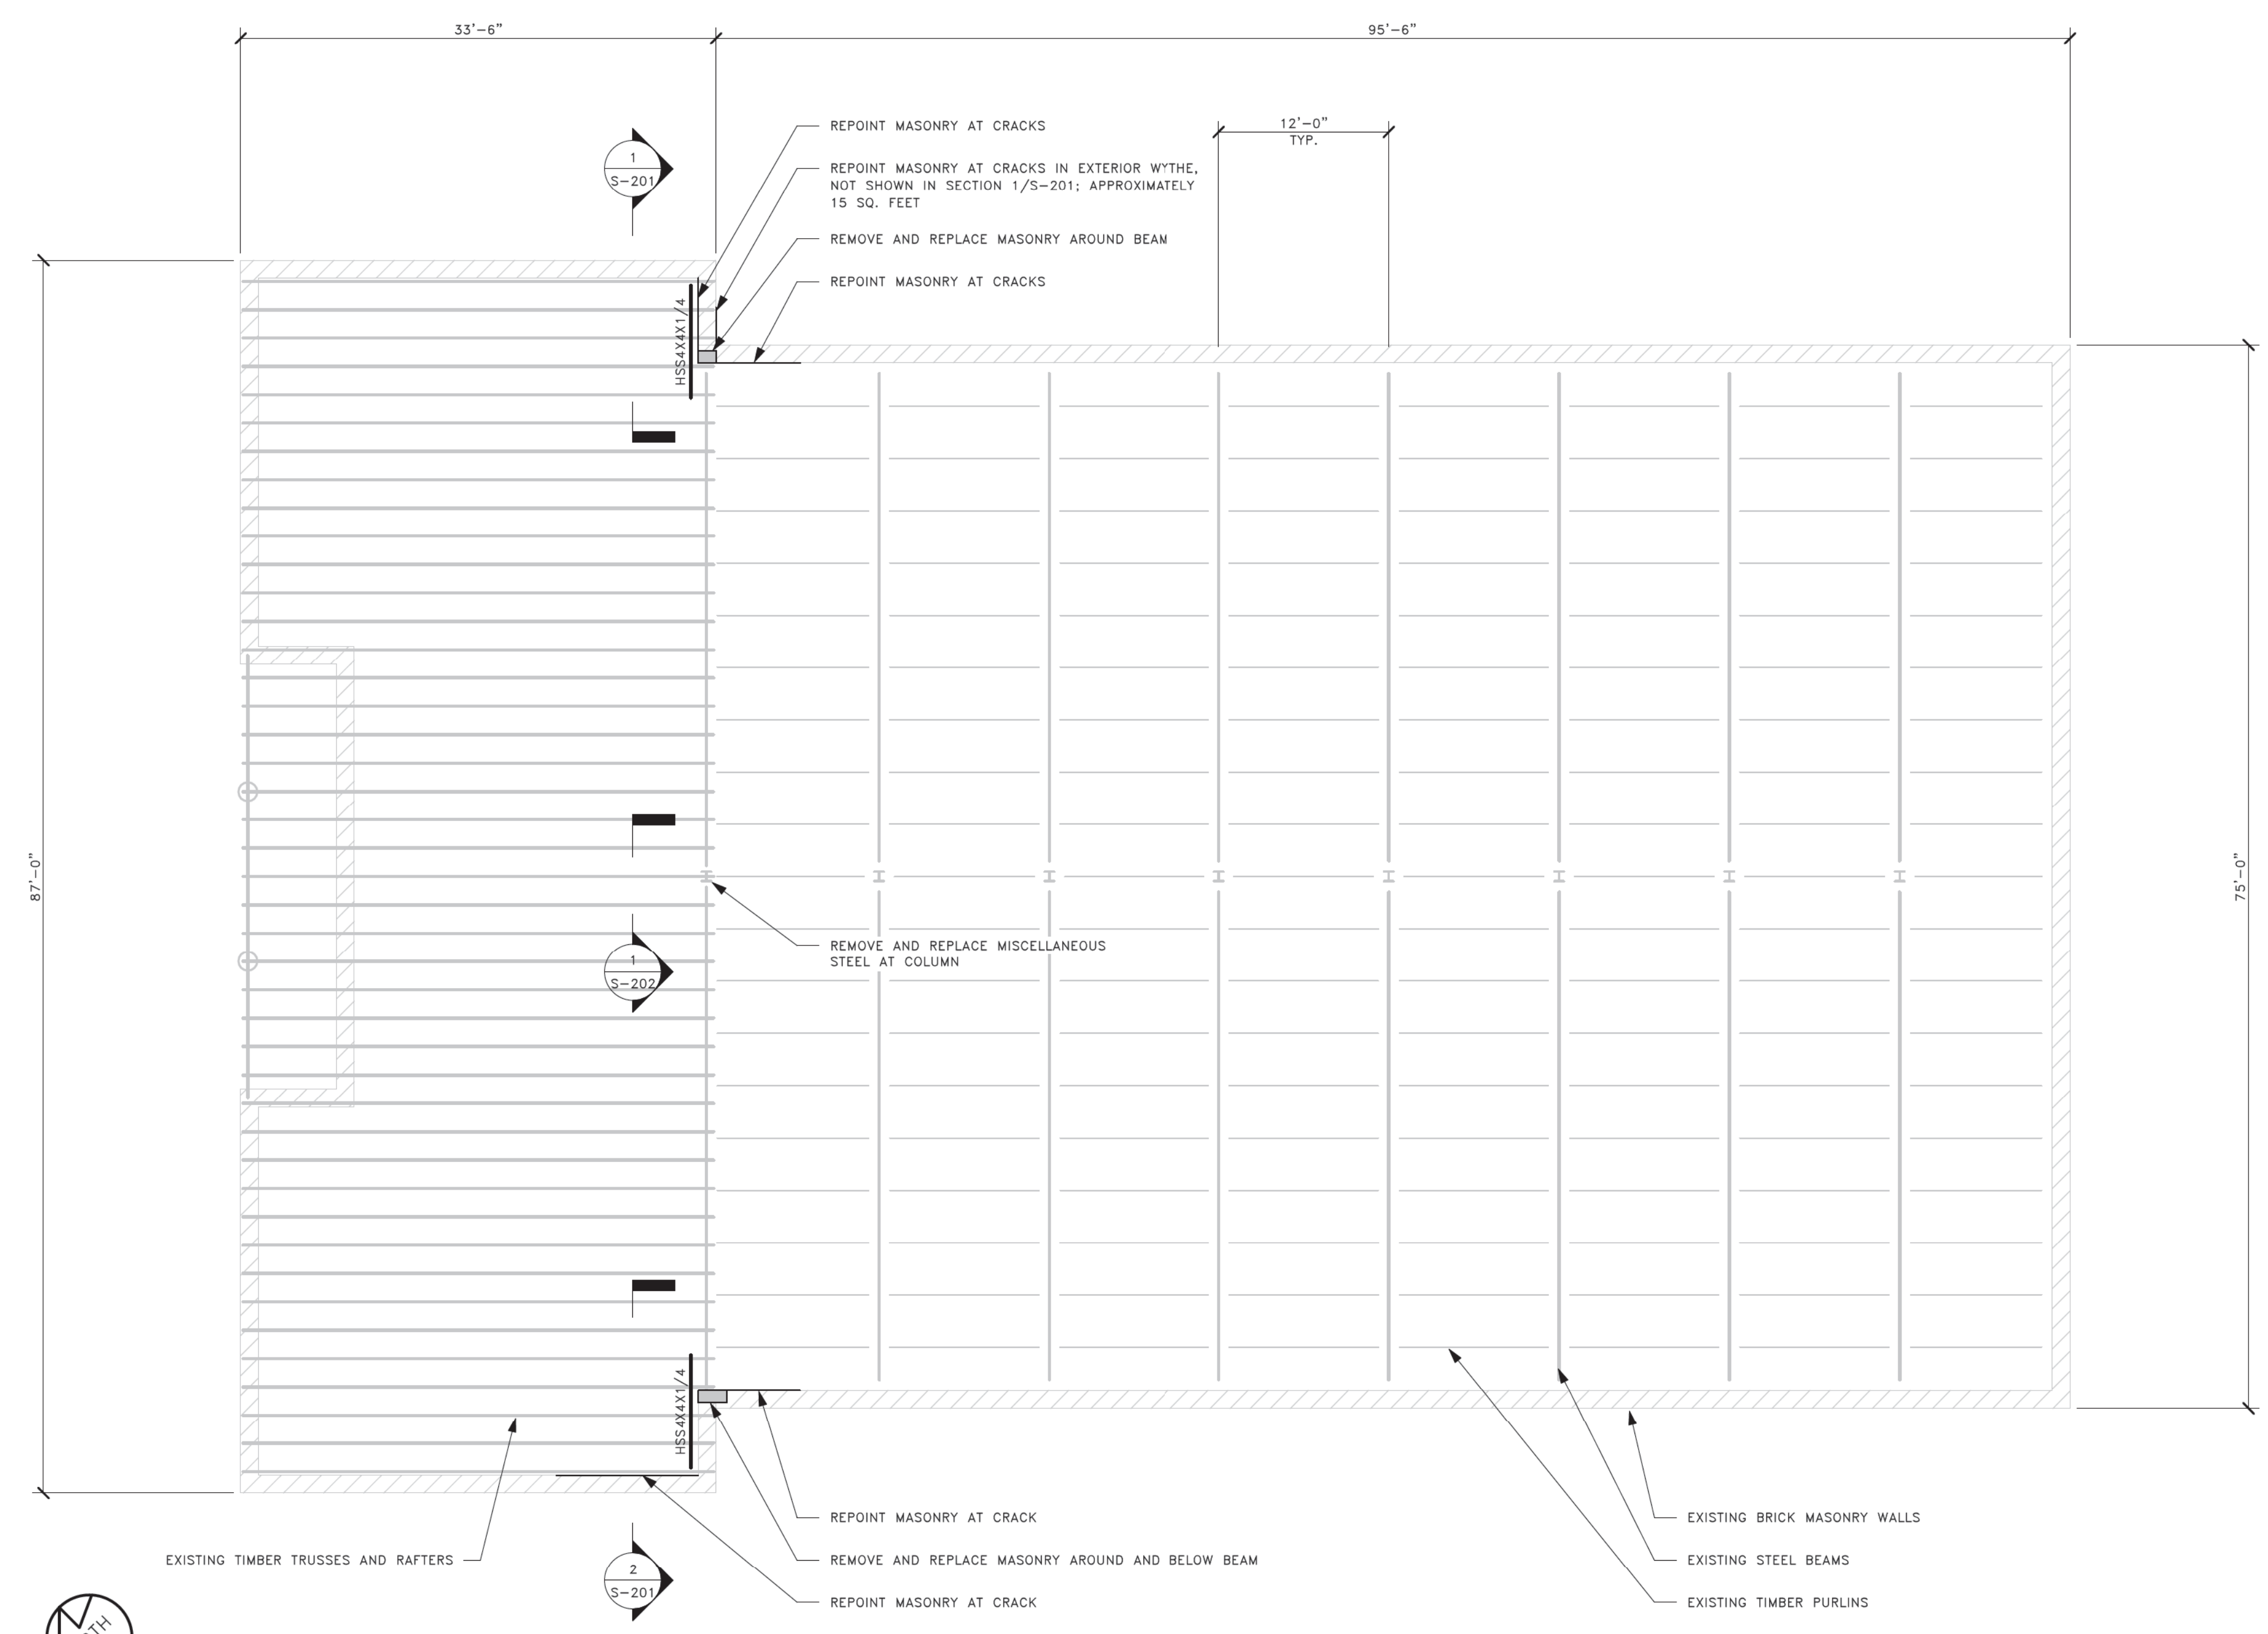 33'-6"
95'-6"
REPOINT MASONRY AT CRACKS
12'-0"
TYP.
1
S-201
REPOINT MASONRY AT CRACKS IN EXTERIOR WYTHE,
NOT SHOWN IN SECTION 1/S-201; APPROXIMATELY
15 SQ. FEET
REMOVE AND REPLACE MASONRY AROUND BEAM
REPOINT MASONRY AT CRACKS
HSS4X4X1/4
87'-0"
75'-0"
REMOVE AND REPLACE MISCELLANEOUS
STEEL AT COLUMN
1
S-202
HSS4X4X1/4
REPOINT MASONRY AT CRACK
EXISTING BRICK MASONRY WALLS
EXISTING TIMBER TRUSSES AND RAFTERS
REMOVE AND REPLACE MASONRY AROUND AND BELOW BEAM
EXISTING STEEL BEAMS
2
S-201
REPOINT MASONRY AT CRACK
EXISTING TIMBER PURLINS